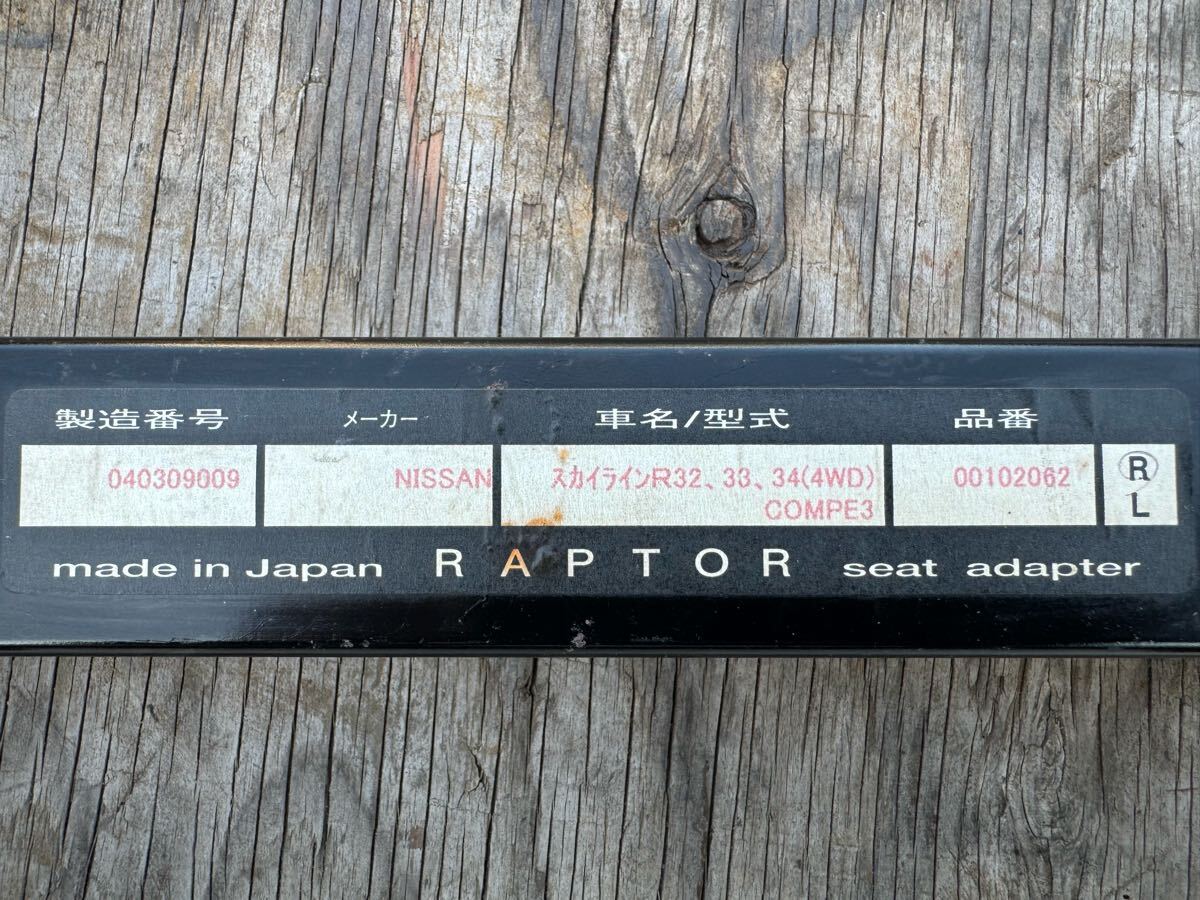 製造番号 メーカー 車名/型式 品番
040309009 NISSAN スカイラインR32、33、34(4WD) 00102062 R
COMPE3 L
made in Japan RAPTOR seat adapter